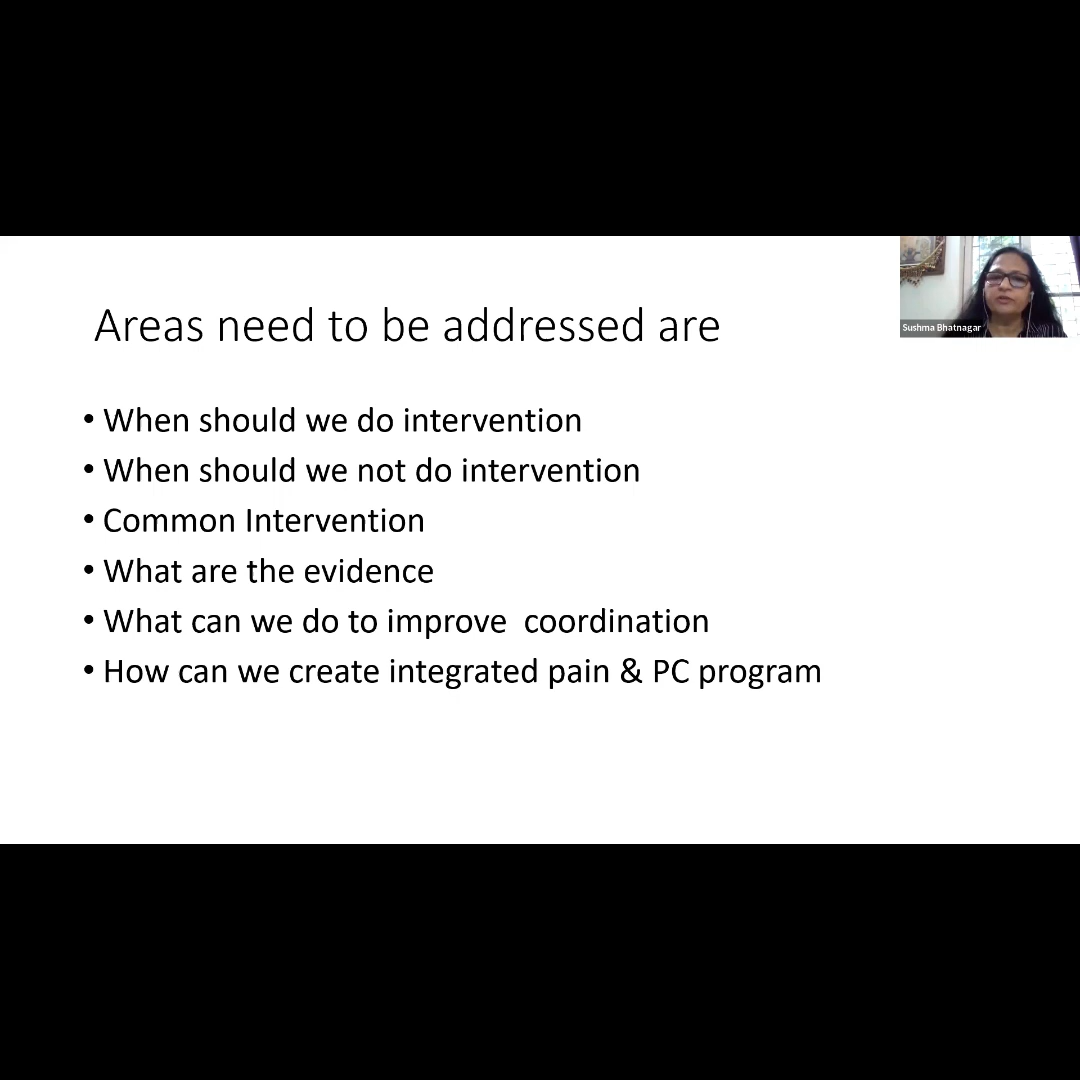 Areas need to be addressed are
Sushma Bhatnagar
• When should we do intervention
• When should we not do intervention
• Common Intervention
• What are the evidence
• What can we do to improve  coordination
• How can we create integrated pain & PC program